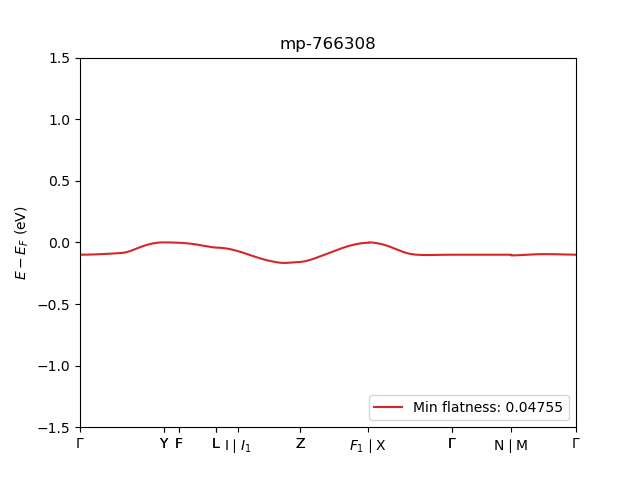 mp-766308
1.5
1.0
0.5
0.0
−0.5
−1.0
−1.5
E − E_F (eV)
Min flatness: 0.04755
Γ Y F L I | I₁ Z F₁ | X Γ N | M Γ